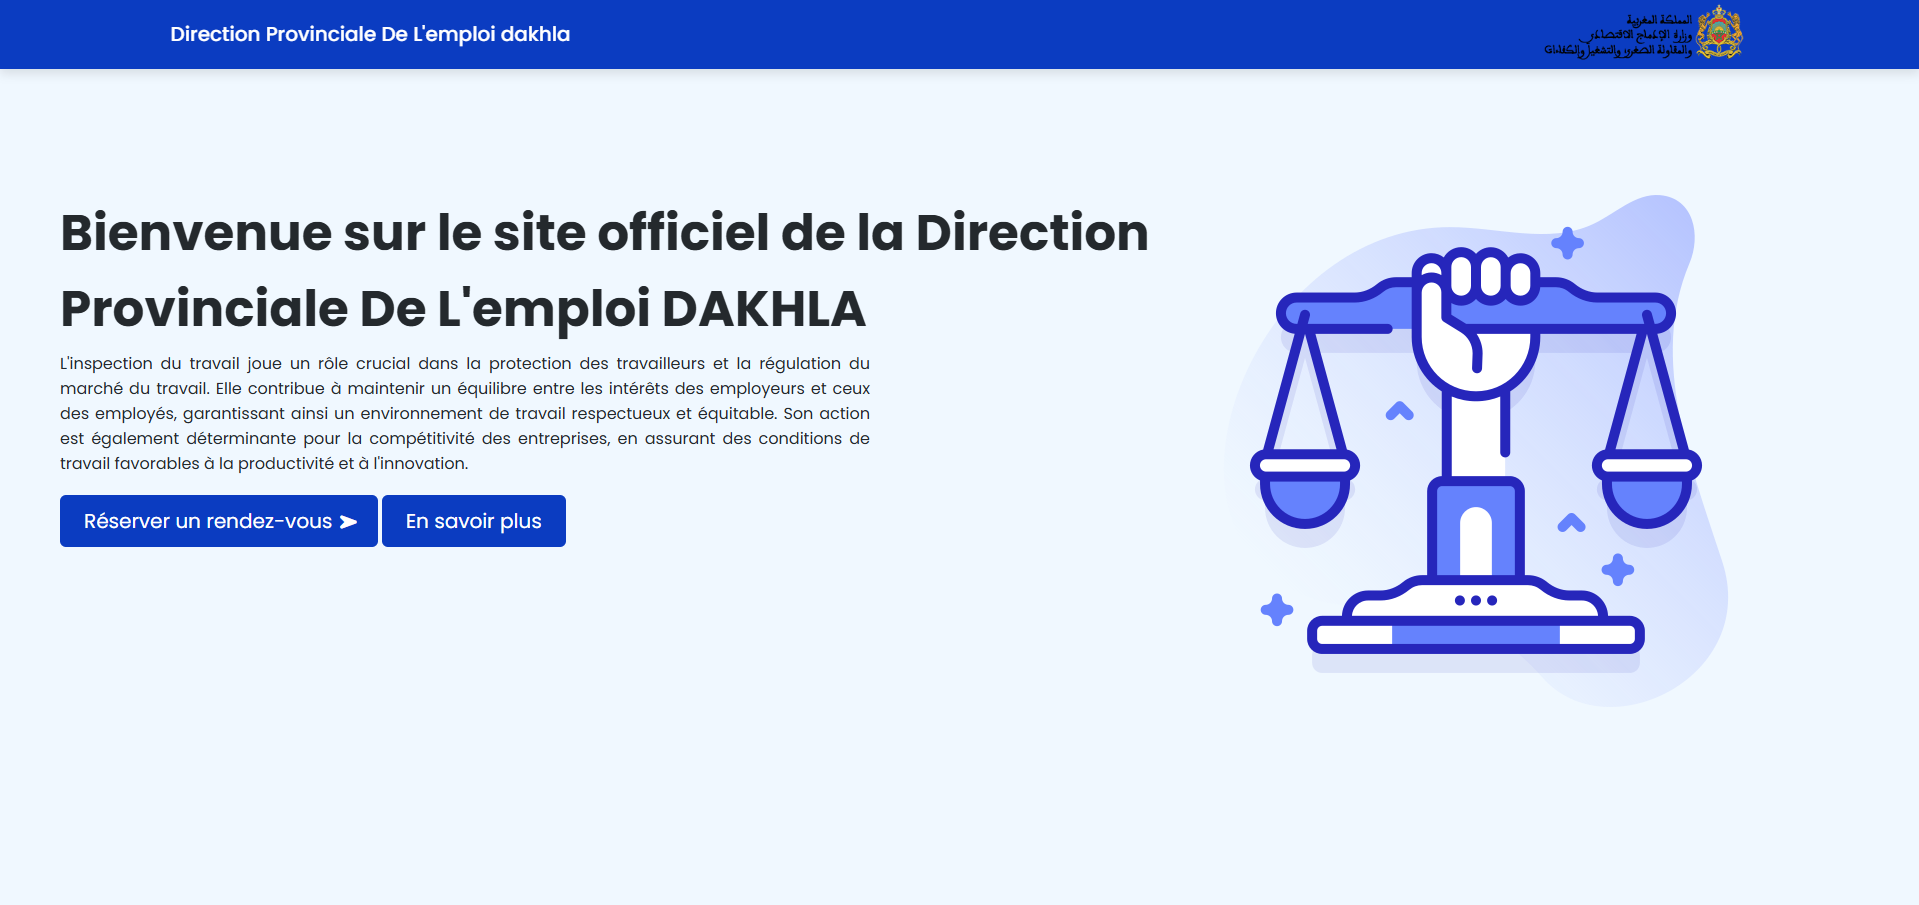 Direction Provinciale De L'emploi dakhla
المملكة المغربية
وزارة الإدماج الاقتصادي
والمقاولة الصغرى والتشغيل والكفاءات
Bienvenue sur le site officiel de la Direction
Provinciale De L'emploi DAKHLA
L'inspection du travail joue un rôle crucial dans la protection des travailleurs et la régulation du
marché du travail. Elle contribue à maintenir un équilibre entre les intérêts des employeurs et ceux
des employés, garantissant ainsi un environnement de travail respectueux et équitable. Son action
est également déterminante pour la compétitivité des entreprises, en assurant des conditions de
travail favorables à la productivité et à l'innovation.
Réserver un rendez-vous
En savoir plus